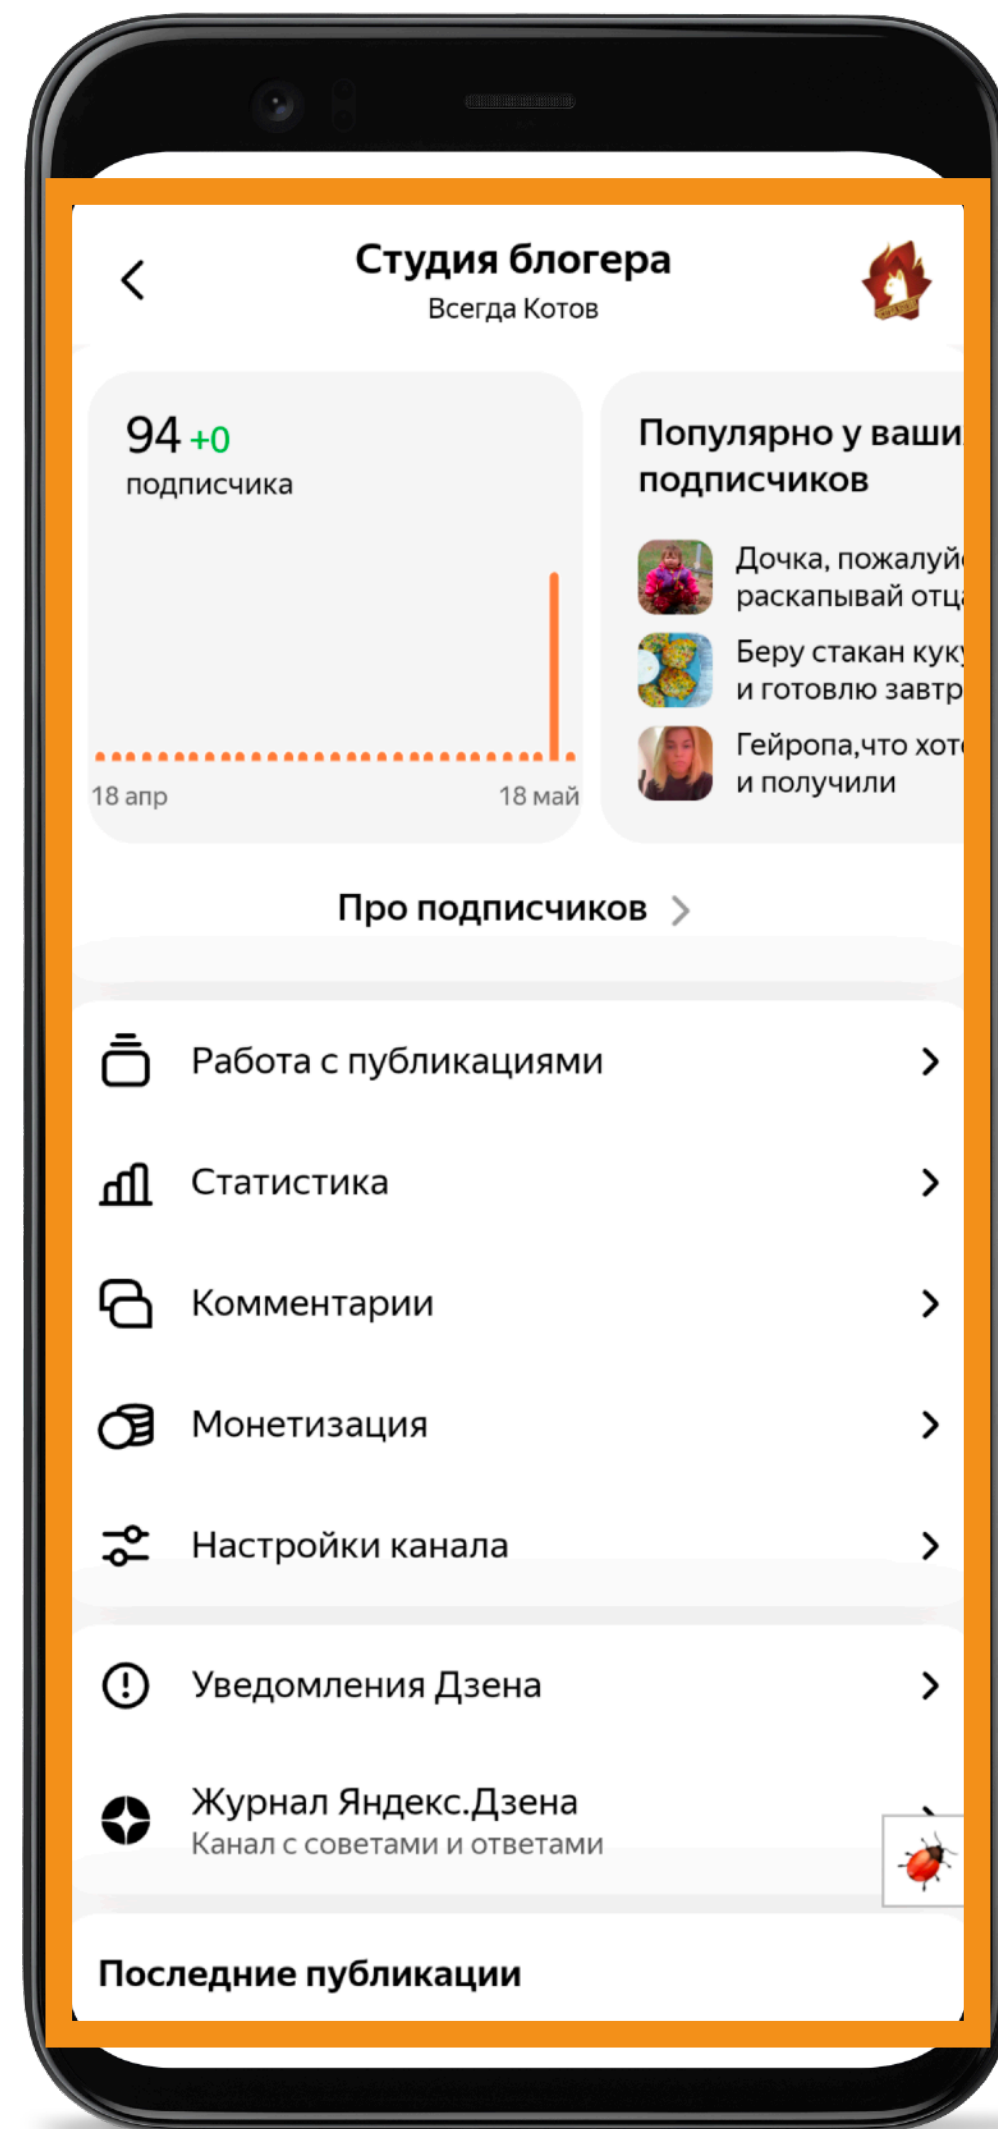 Студия блогера
Всегда Котов
94 +0
подписчика
18 апр
18 май
Популярно у ваши
подписчиков
Дочка, пожалуй
раскапывай отц
Беру стакан кук
и готовлю завтр
Гейропа,что хот
и получили
Про подписчиков
Работа с публикациями
Статистика
Комментарии
Монетизация
Настройки канала
Уведомления Дзена
Журнал Яндекс.Дзена
Канал с советами и ответами
Последние публикации